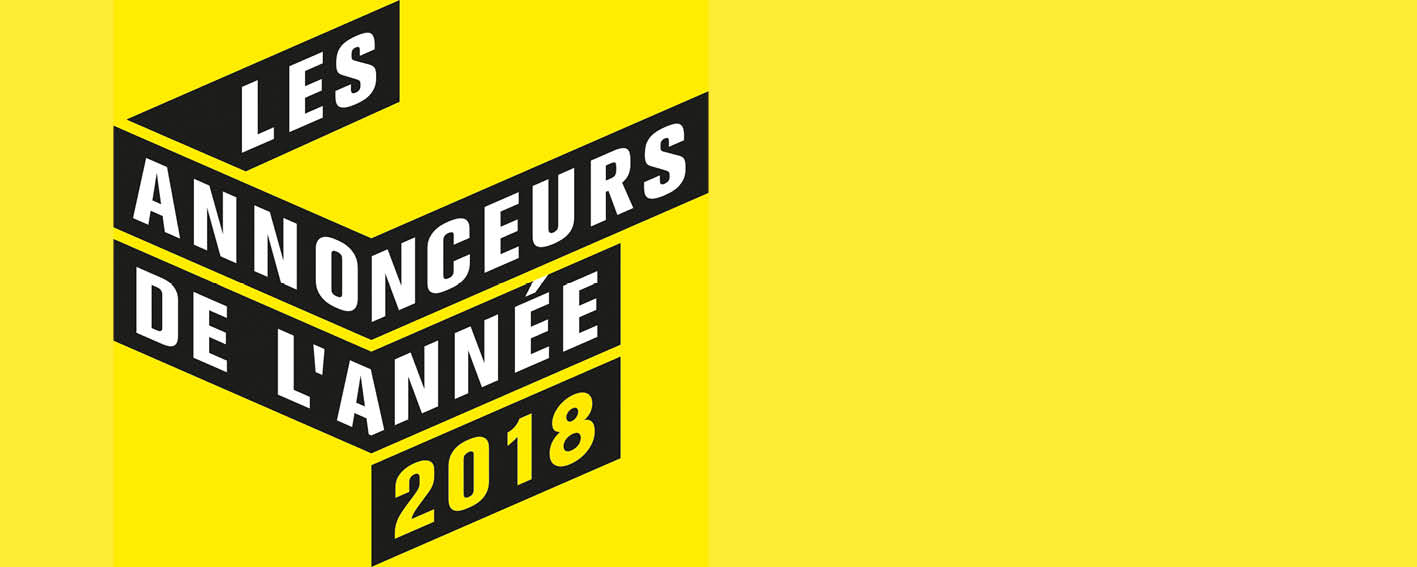 LES
ANNONCEURS
DE L'ANNÉE
2018